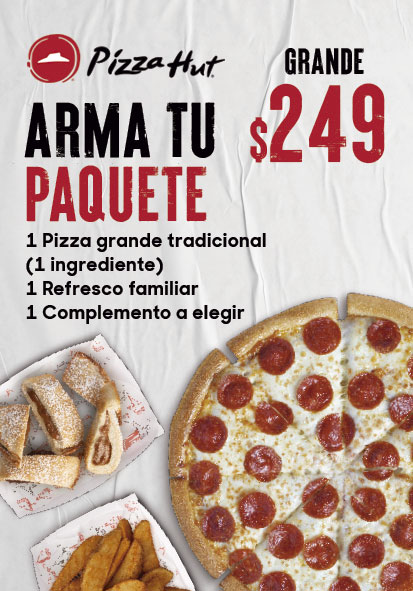 Pizza Hut
GRANDE
$249
ARMA TU
PAQUETE
1 Pizza grande tradicional
(1 ingrediente)
1 Refresco familiar
1 Complemento a elegir